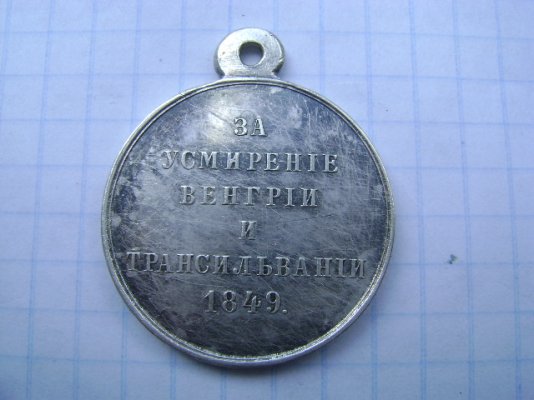 ЗА
УСМИРЕНІЕ
ВЕНГРІИ
И
ТРАНСИЛЬВАНІИ
1849.